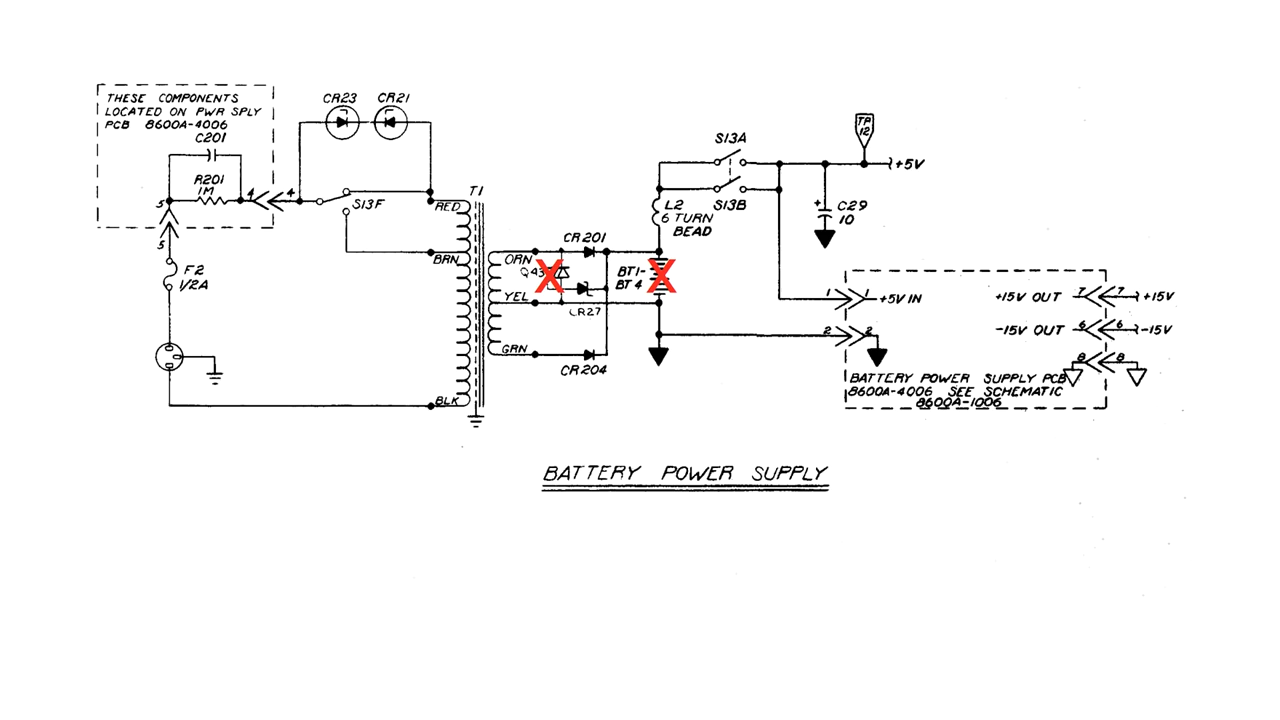 THESE COMPONENTS
LOCATED ON PWR SPLY
PCB 8600A-4006
C201
R201
1M
5
4
4
5
F2
1/2A
CR23
CR21
S13F
T1
RED
BRN
BLK
ORN
YEL
GRN
CR201
Q43
CR27
CR204
BT1-
BT4
L2
6 TURN
BEAD
S13A
S13B
TP
12
+5V
+
C29
10
1
1
+5V IN
2
2
+15V OUT
7
7
+15V
-15V OUT
6
6
-15V
8
8
BATTERY POWER SUPPLY PCB
8600A-4006 SEE SCHEMATIC
8600A-1006
BATTERY POWER SUPPLY